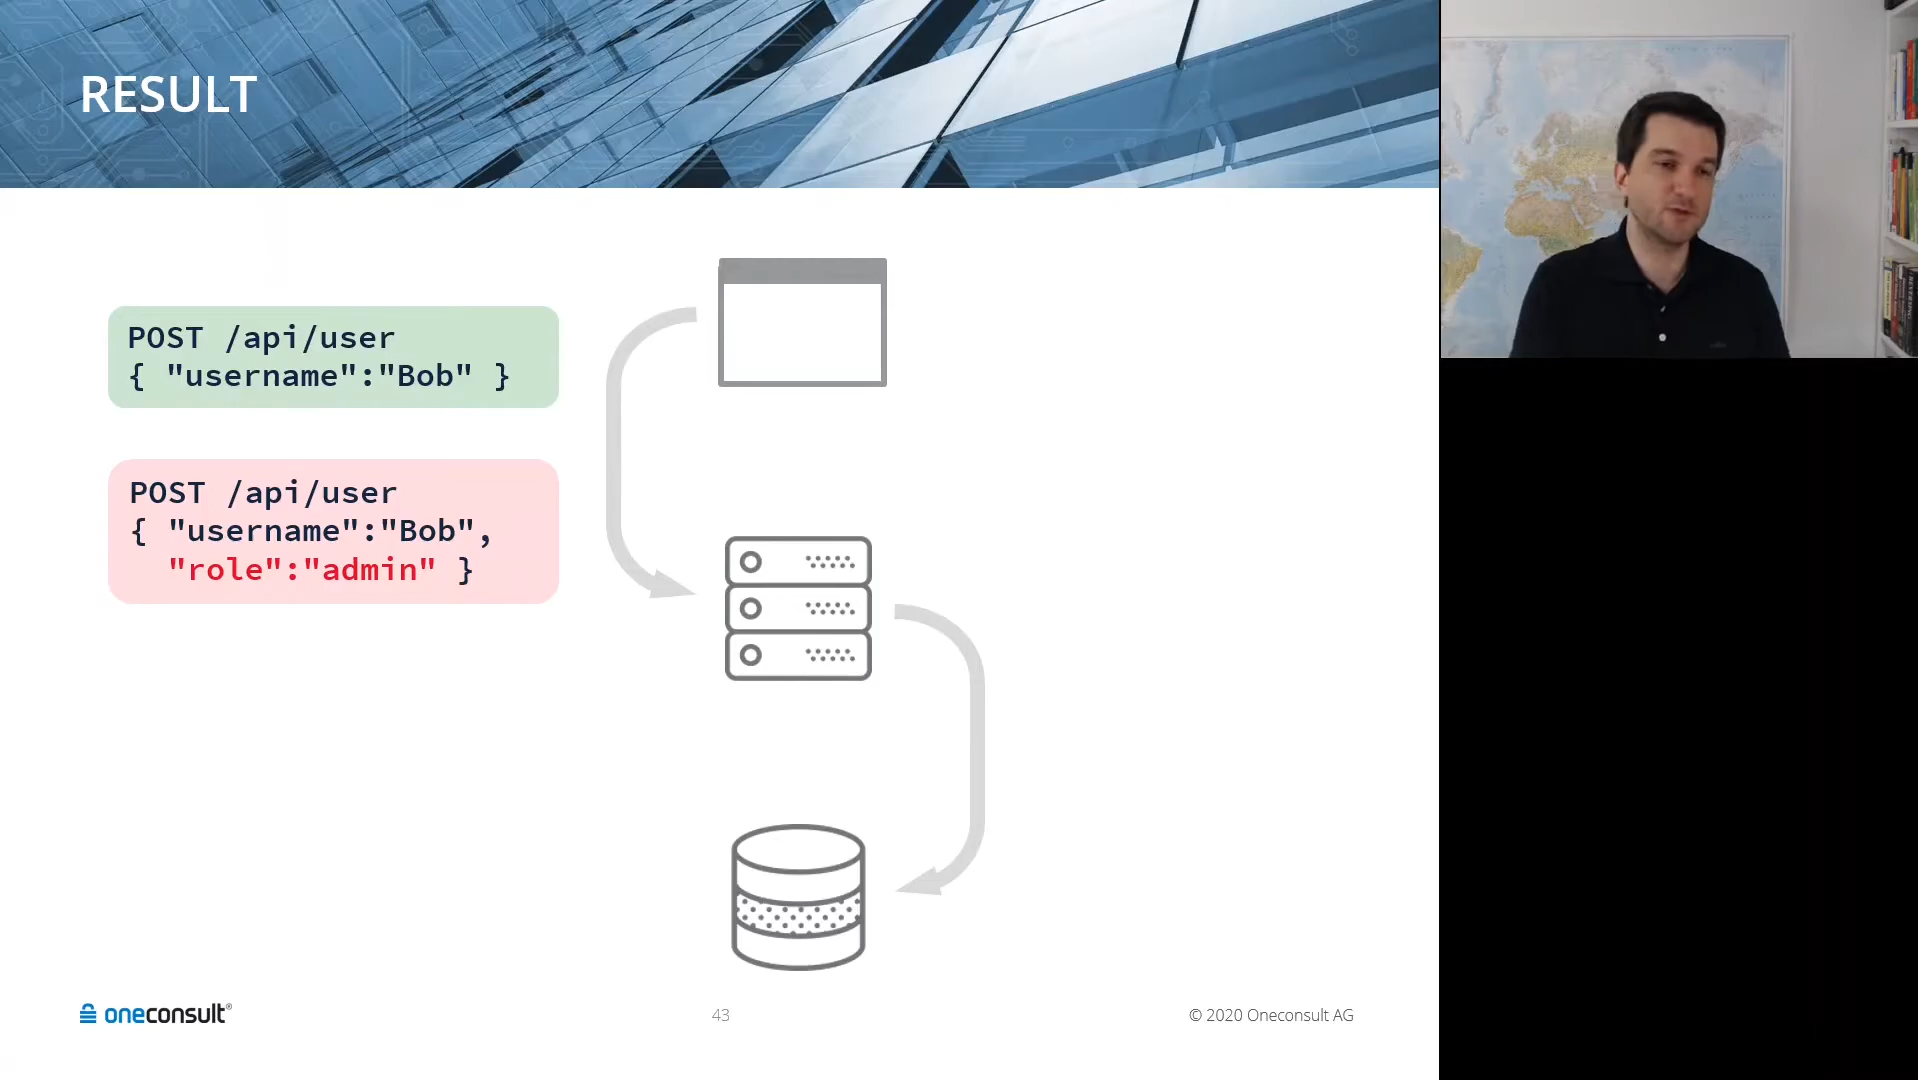 RESULT
POST /api/user
{ "username":"Bob" }
POST /api/user
{ "username":"Bob",
"role":"admin" }
oneconsult®
43
© 2020 Oneconsult AG